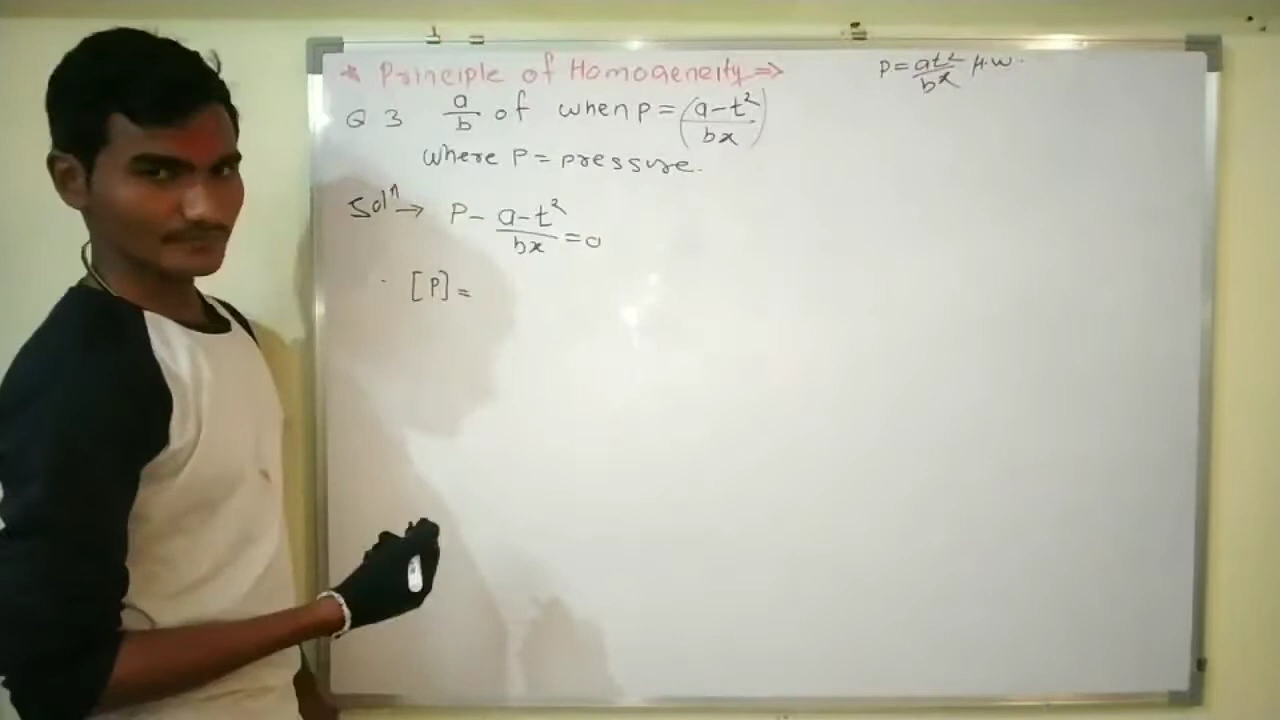 * Principle of Homogeneity ⇒
P = at²/bx H.W.
Q 3 a/b of when P = (a-t²/bx)
where P = pressure.
Solⁿ → P - a-t²/bx = 0
[P] =